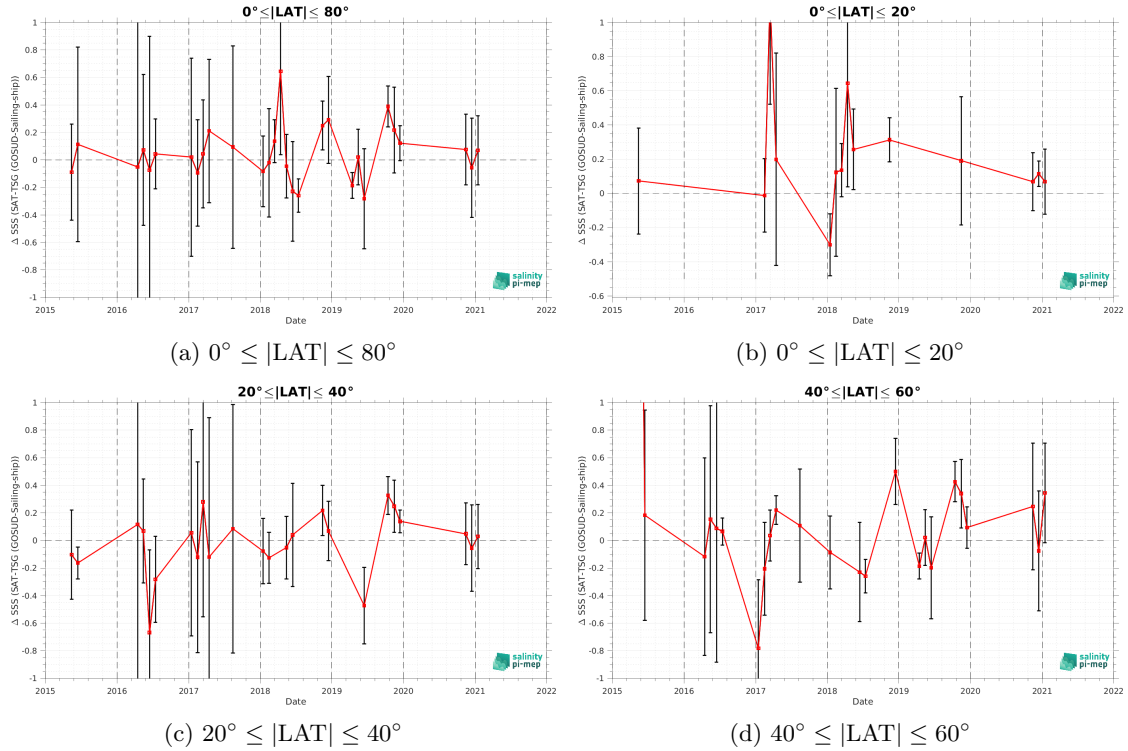 0°≤|LAT|≤ 80°
1
0.8
0.6
0.4
0.2
0
-0.2
-0.4
-0.6
-0.8
-1
Δ SSS (SAT-TSG (GOSUD-Sailing-ship))
2015 2016 2017 2018 2019 2020 2021 2022
Date
salinity
pi-mep
(a) 0° ≤ |LAT| ≤ 80°
0°≤|LAT|≤ 20°
1
0.8
0.6
0.4
0.2
0
-0.2
-0.4
-0.6
Δ SSS (SAT-TSG (GOSUD-Sailing-ship))
2015 2016 2017 2018 2019 2020 2021 2022
Date
salinity
pi-mep
(b) 0° ≤ |LAT| ≤ 20°
20°≤|LAT|≤ 40°
1
0.8
0.6
0.4
0.2
0
-0.2
-0.4
-0.6
-0.8
-1
Δ SSS (SAT-TSG (GOSUD-Sailing-ship))
2015 2016 2017 2018 2019 2020 2021 2022
Date
salinity
pi-mep
(c) 20° ≤ |LAT| ≤ 40°
40°≤|LAT|≤ 60°
1
0.8
0.6
0.4
0.2
0
-0.2
-0.4
-0.6
-0.8
-1
Δ SSS (SAT-TSG (GOSUD-Sailing-ship))
2015 2016 2017 2018 2019 2020 2021 2022
Date
salinity
pi-mep
(d) 40° ≤ |LAT| ≤ 60°